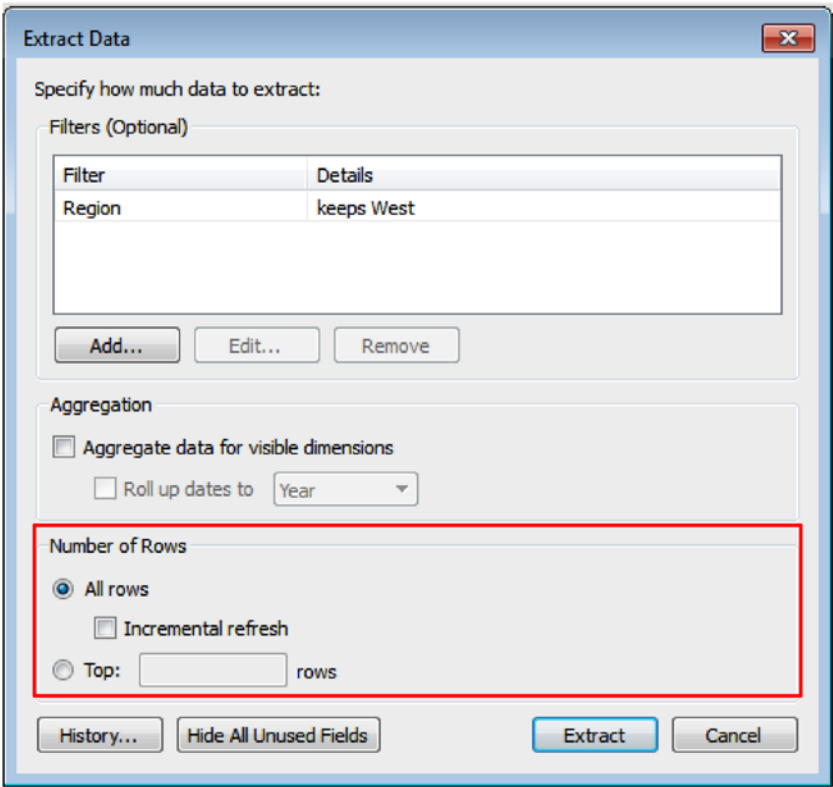 Extract Data
Specify how much data to extract:
Filters (Optional)
Filter Details
Region keeps West
Add... Edit... Remove
Aggregation
Aggregate data for visible dimensions
Roll up dates to Year
Number of Rows
All rows
Incremental refresh
Top: rows
History... Hide All Unused Fields Extract Cancel